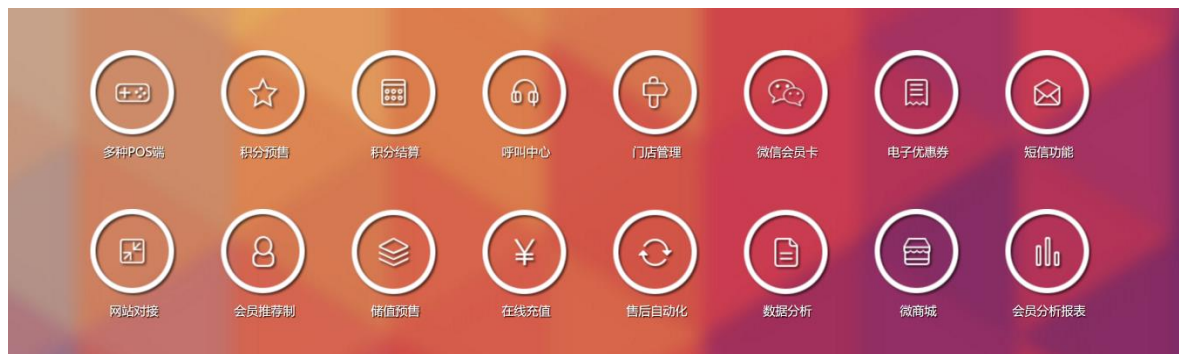 多种POS端
积分预售
积分结算
呼叫中心
门店管理
微信会员卡
电子优惠券
短信功能
网站对接
会员推荐制
储值预售
在线充值
售后自动化
数据分析
微商城
会员分析报表